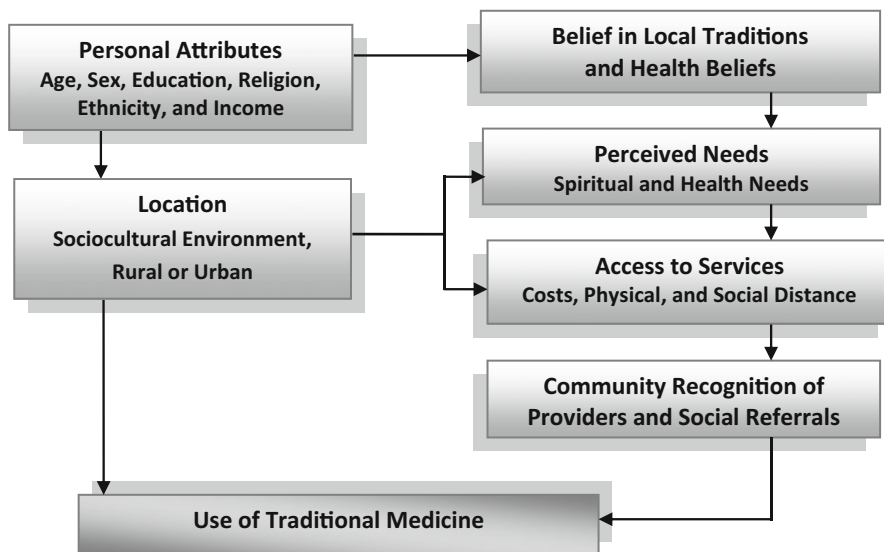 Personal Attributes
Age, Sex, Education, Religion,
Ethnicity, and Income
Belief in Local Traditions
and Health Beliefs
Perceived Needs
Spiritual and Health Needs
Location
Sociocultural Environment,
Rural or Urban
Access to Services
Costs, Physical, and Social Distance
Community Recognition of
Providers and Social Referrals
Use of Traditional Medicine